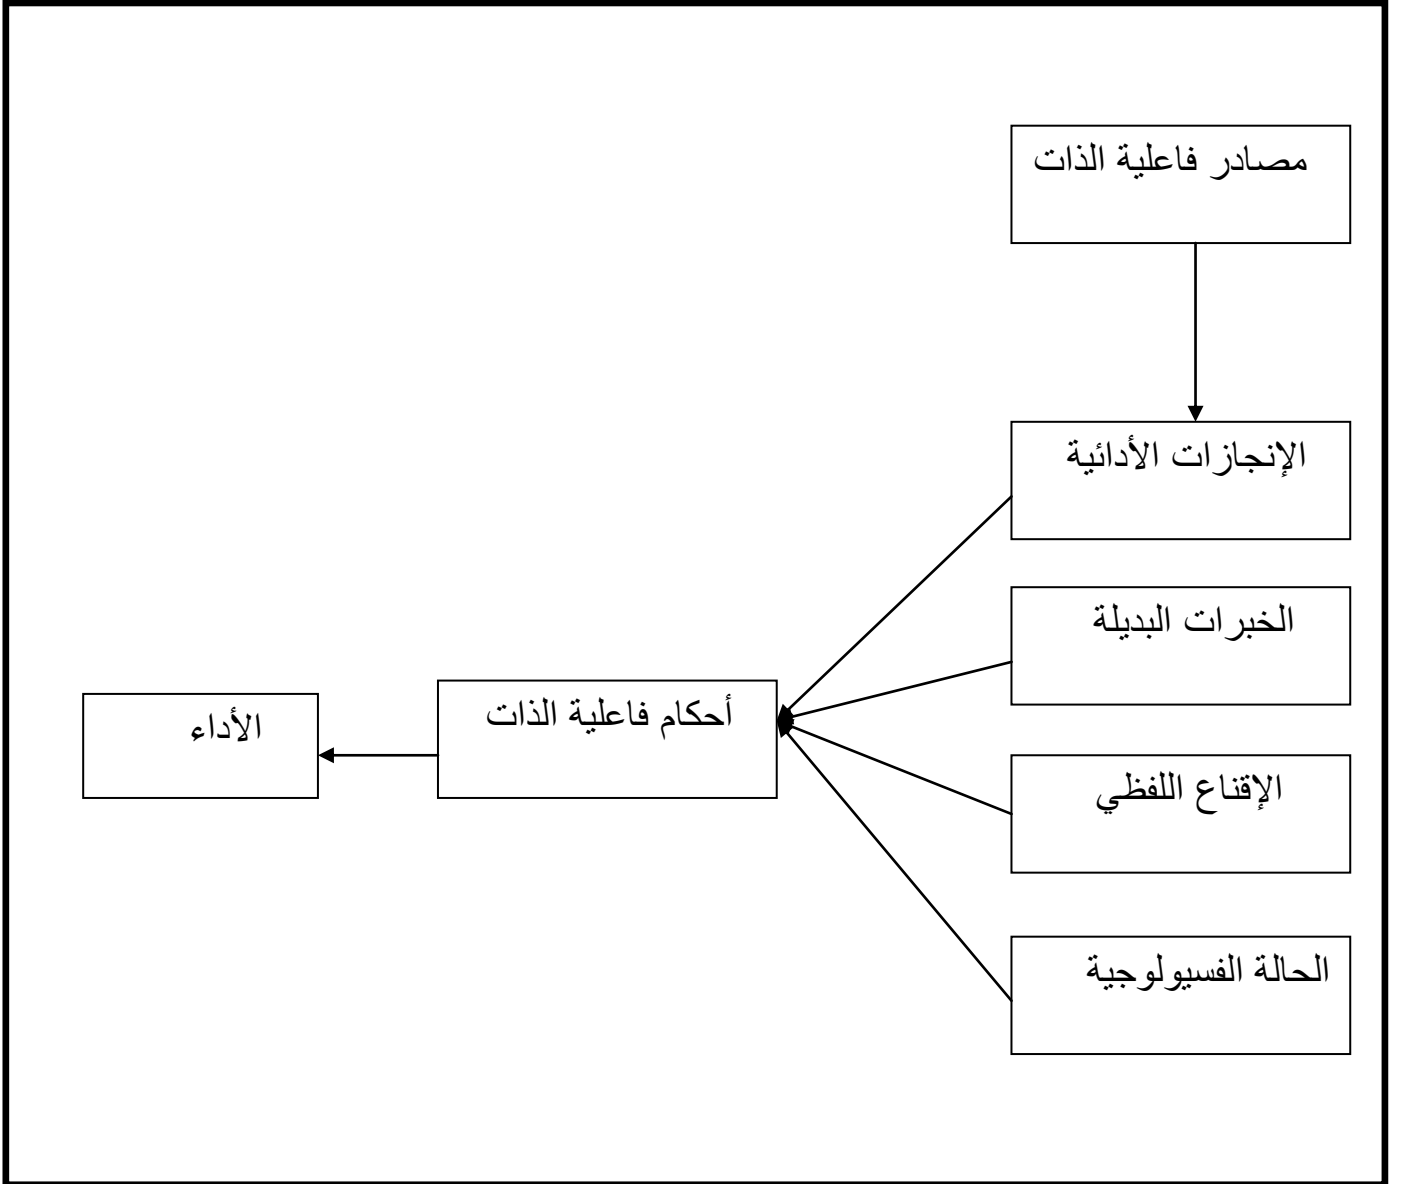 مصادر فاعلية الذات
الإنجازات الأدائية
الخبرات البديلة
أحكام فاعلية الذات
الأداء
الإقناع اللفظي
الحالة الفسيولوجية